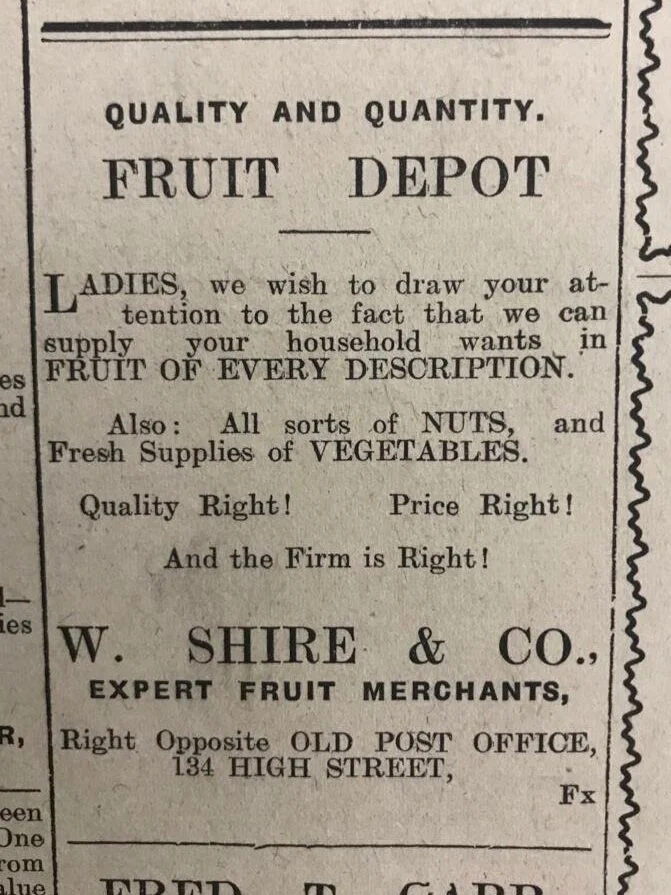 QUALITY AND QUANTITY.
FRUIT DEPOT
LADIES, we wish to draw your at-
tention to the fact that we can
supply your household wants in
FRUIT OF EVERY DESCRIPTION.
Also: All sorts of NUTS, and
Fresh Supplies of VEGETABLES.
Quality Right! Price Right!
And the Firm is Right!
W. SHIRE & CO.,
EXPERT FRUIT MERCHANTS,
Right Opposite OLD POST OFFICE,
134 HIGH STREET,
Fx